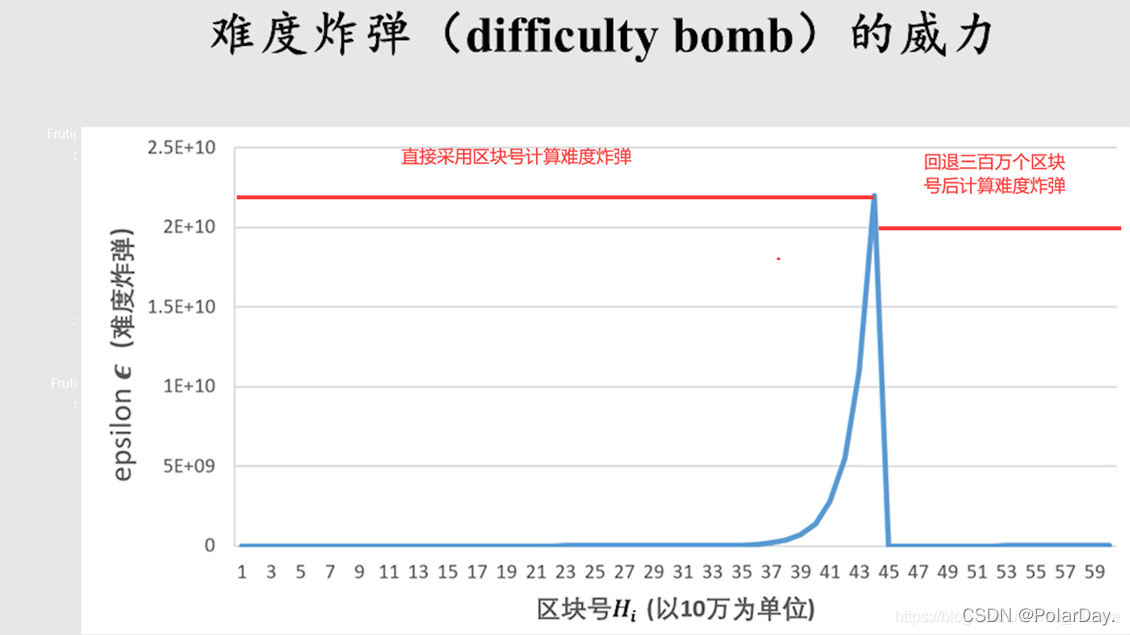 难度炸弹（difficulty bomb）的威力
Fruti
2.5E+10
直接采用区块号计算难度炸弹
回退三百万个区块
号后计算难度炸弹
2E+10
1.5E+10
1E+10
5E+09
0
epsilon ϵ (难度炸弹)
Fruti
1 3 5 7 9 11 13 15 17 19 21 23 25 27 29 31 33 35 37 39 41 43 45 47 49 51 53 55 57 59
区块号Hᵢ (以10万为单位)
CSDN @PolarDay.